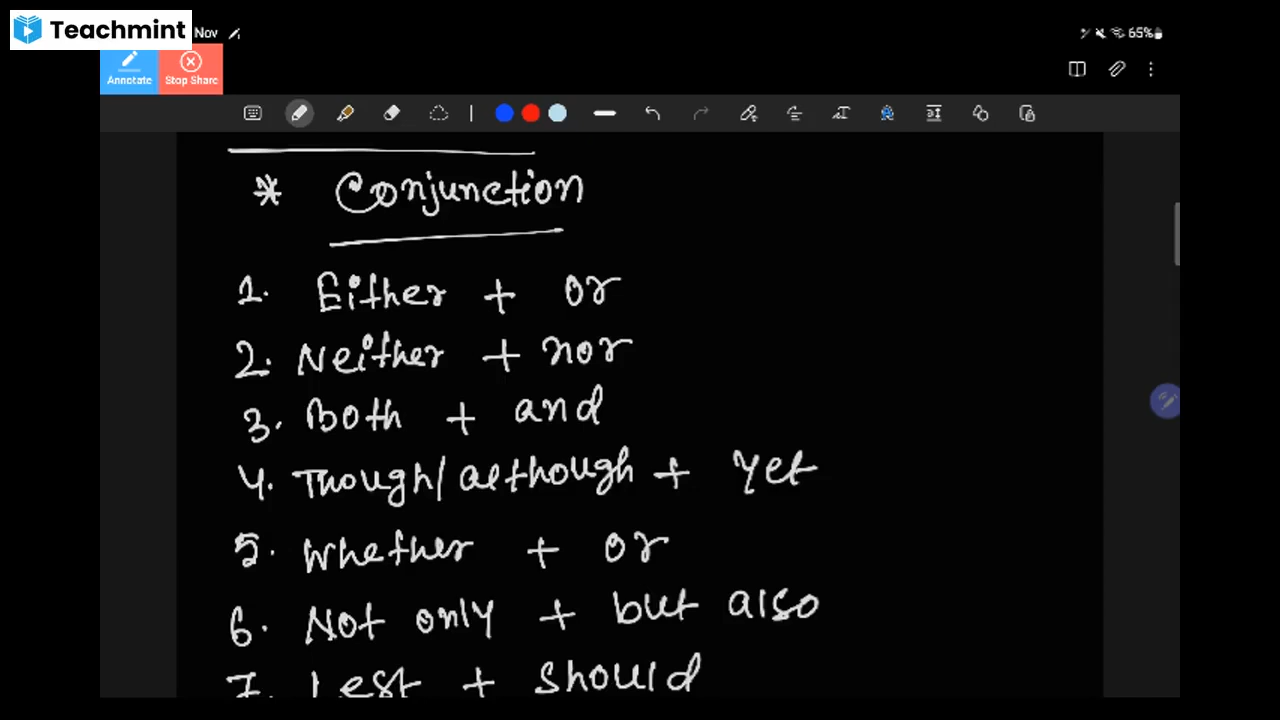 Teachmint
Nov
65%
Annotate
Stop Share
* Conjunction
1. Either + or
2. Neither + nor
3. Both + and
4. Though/although + Yet
5. Whether + or
6. Not only + but also
7. Lest + Should